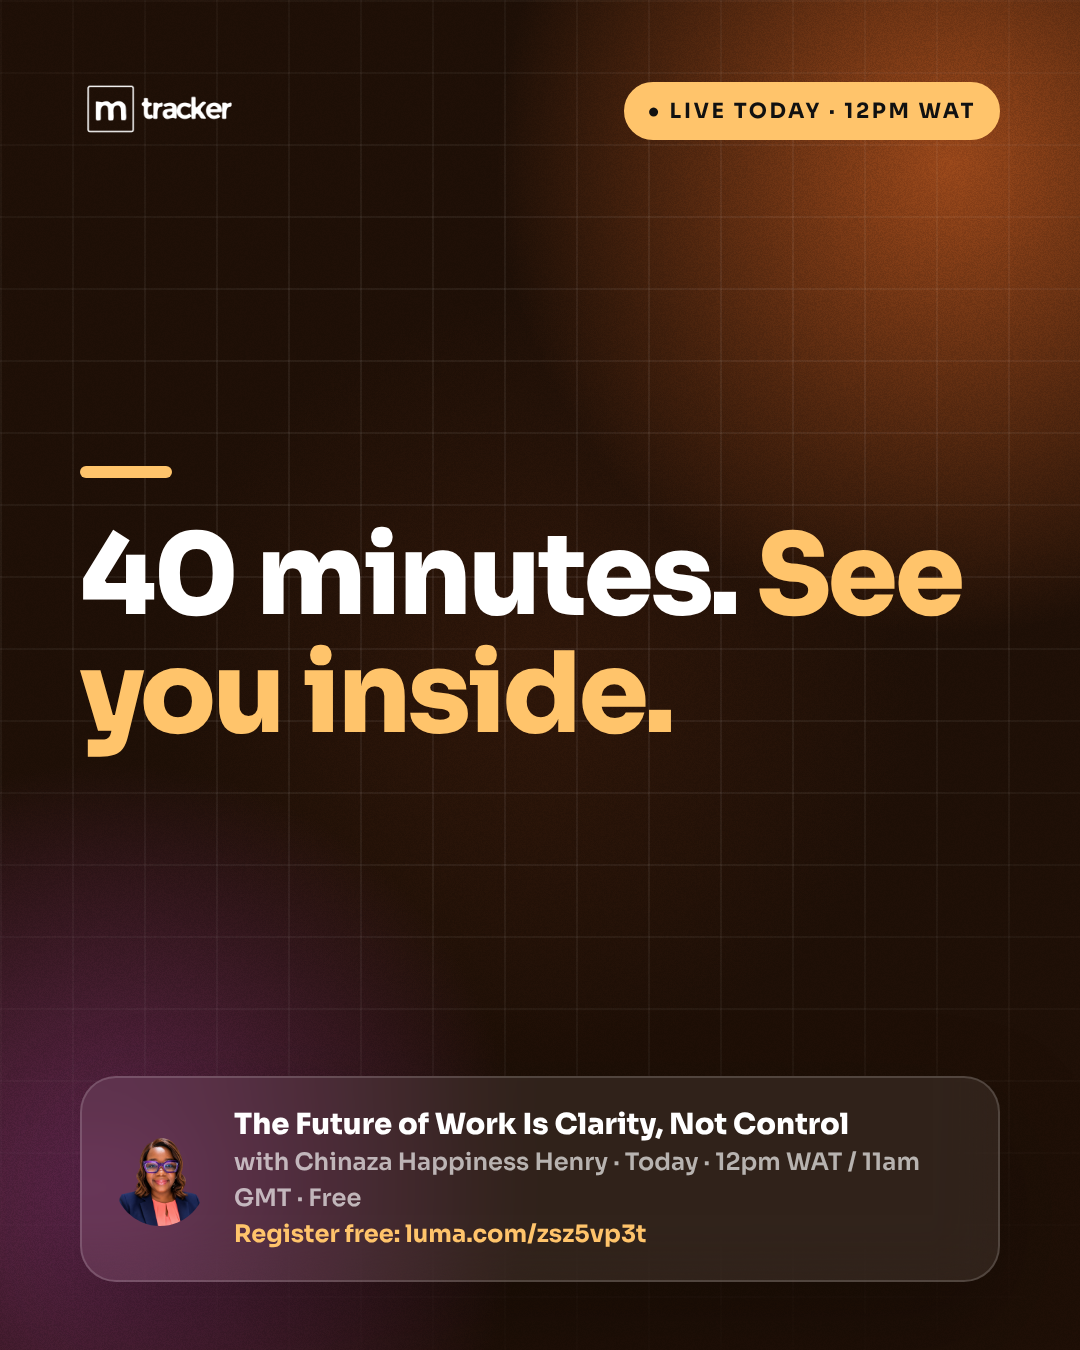 m tracker
• LIVE TODAY · 12PM WAT
40 minutes. See
you inside.
The Future of Work Is Clarity, Not Control
with Chinaza Happiness Henry · Today · 12pm WAT / 11am
GMT · Free
Register free: luma.com/zsz5vp3t